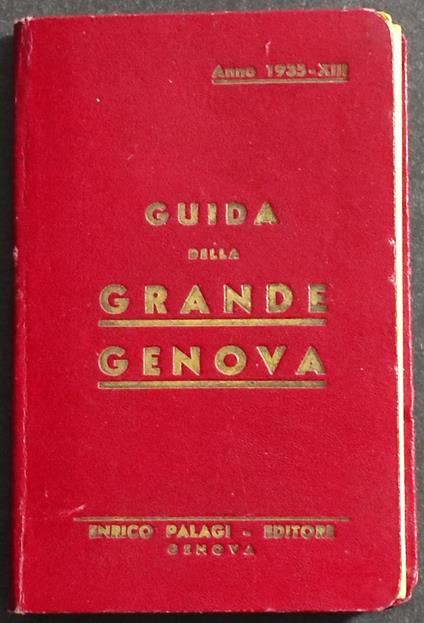 Anno 1935-XIII
GUIDA
DELLA
GRANDE
GENOVA
ENRICO PALAGI - EDITORE
GENOVA